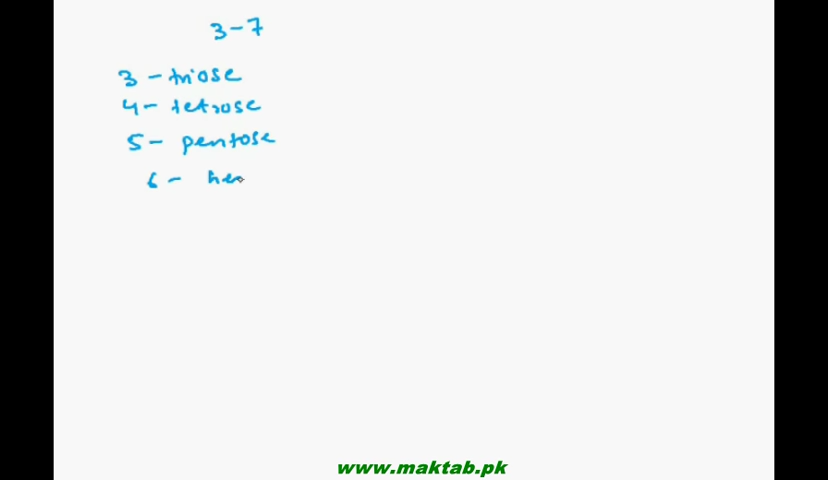 3-7
3 - triose
4 - tetrose
5 - pentose
6 - hex
www.maktab.pk